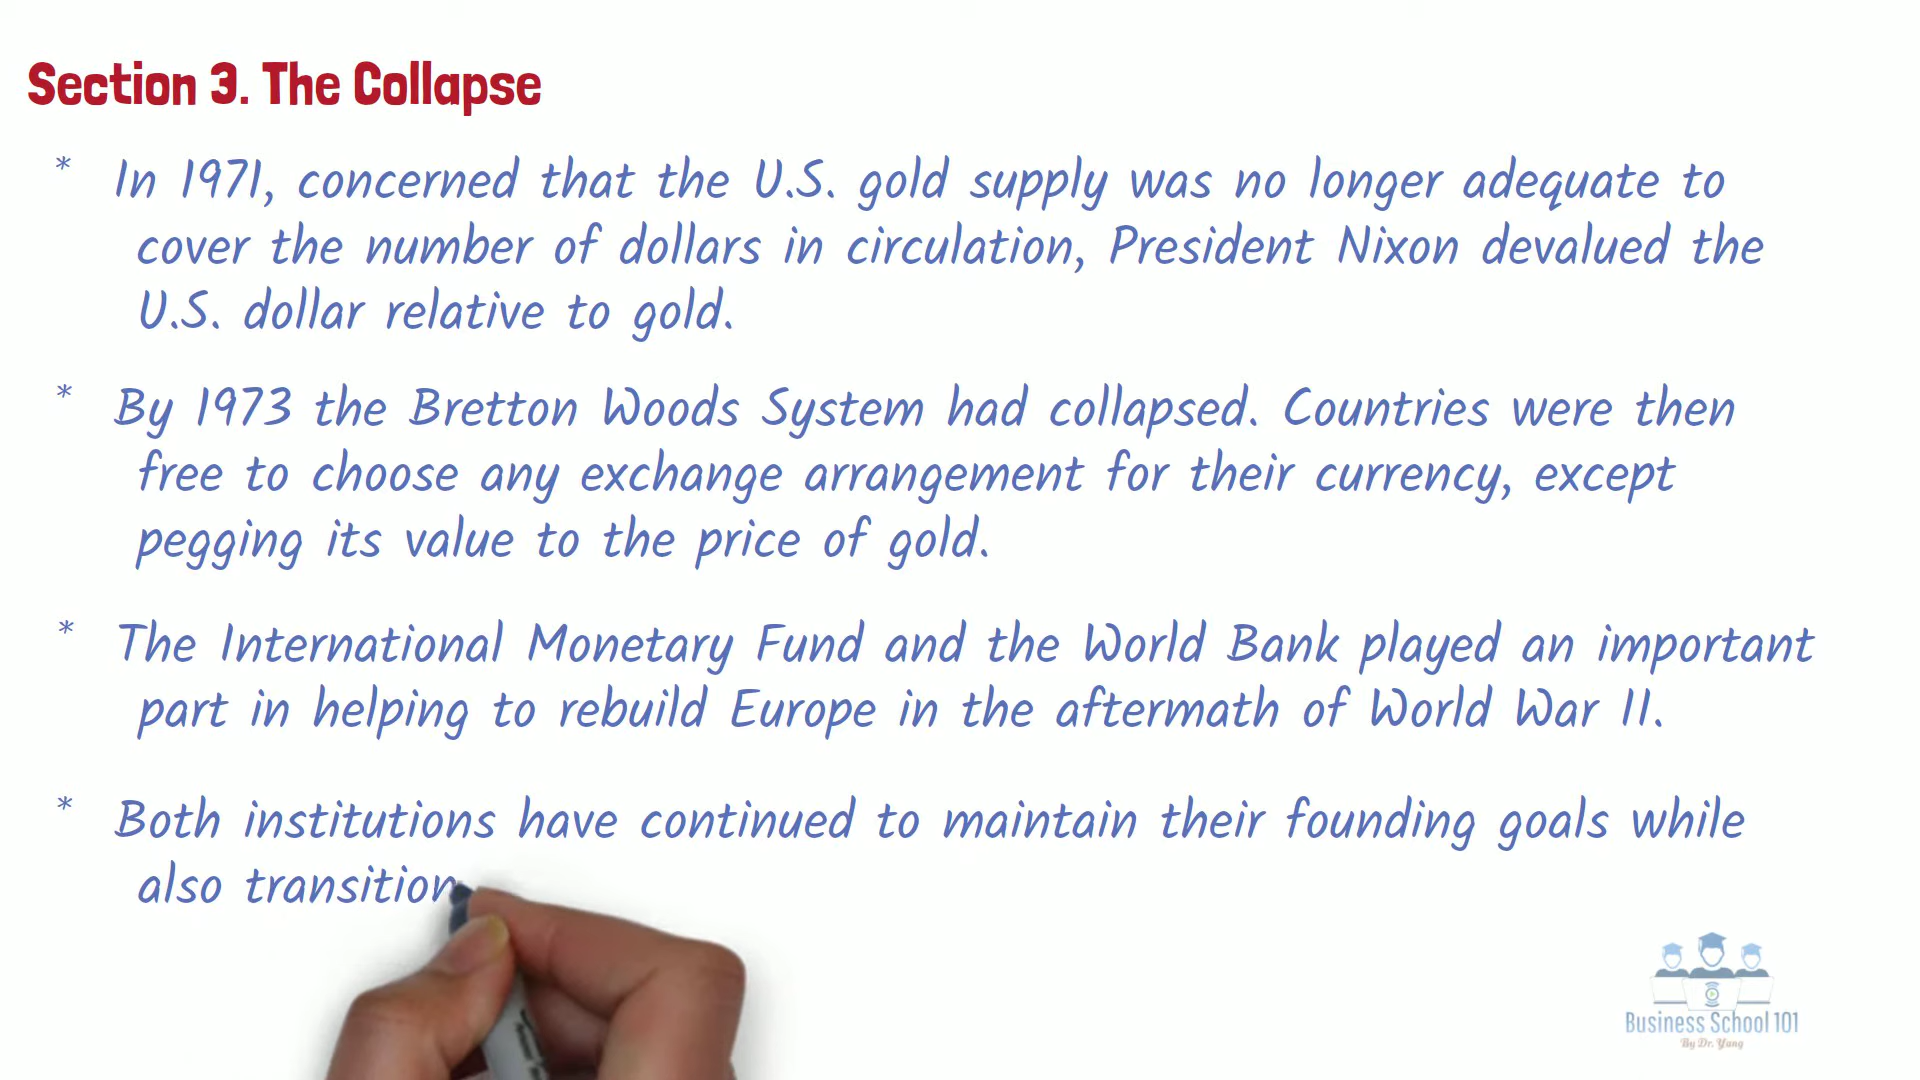 Section 3. The Collapse
* In 1971, concerned that the U.S. gold supply was no longer adequate to
cover the number of dollars in circulation, President Nixon devalued the
U.S. dollar relative to gold.
* By 1973 the Bretton Woods System had collapsed. Countries were then
free to choose any exchange arrangement for their currency, except
pegging its value to the price of gold.
* The International Monetary Fund and the World Bank played an important
part in helping to rebuild Europe in the aftermath of World War II.
* Both institutions have continued to maintain their founding goals while
also transition
Business School 101
By Dr. Yang